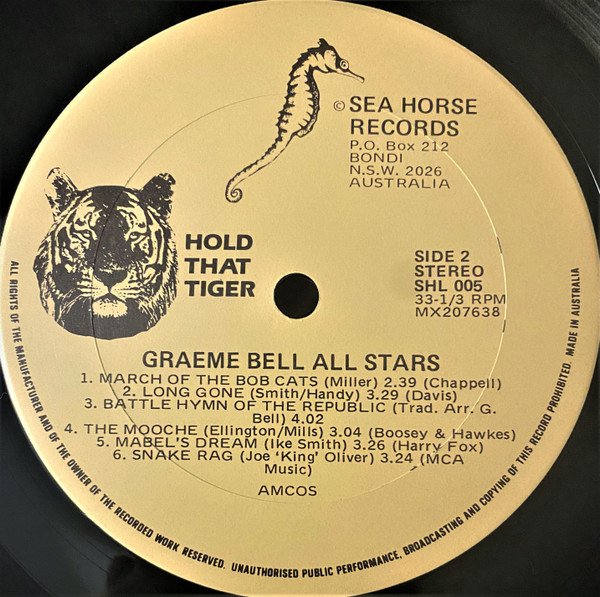 © SEA HORSE
RECORDS
P.O. Box 212
BONDI
N.S.W. 2026
AUSTRALIA
HOLD
THAT
TIGER
SIDE 2
STEREO
SHL 005
33-1/3 RPM
MX207638
GRAEME BELL ALL STARS
1. MARCH OF THE BOB CATS (Miller) 2.39 (Chappell)
2. LONG GONE (Smith/Handy) 3.29 (Davis)
3. BATTLE HYMN OF THE REPUBLIC (Trad. Arr. G.
Bell) 4.02
4. THE MOOCHE (Ellington/Mills) 3.04 (Boosey & Hawkes)
5. MABEL'S DREAM (Ike Smith) 3.26 (Harry Fox)
6. SNAKE RAG (Joe 'King' Oliver) 3.24 (MCA
Music)
AMCOS
ALL RIGHTS OF THE MANUFACTURER AND OF THE OWNER OF THE RECORDED WORK RESERVED. UNAUTHORISED PUBLIC PERFORMANCE, BROADCASTING AND COPYING OF THIS RECORD PROHIBITED. MADE IN AUSTRALIA